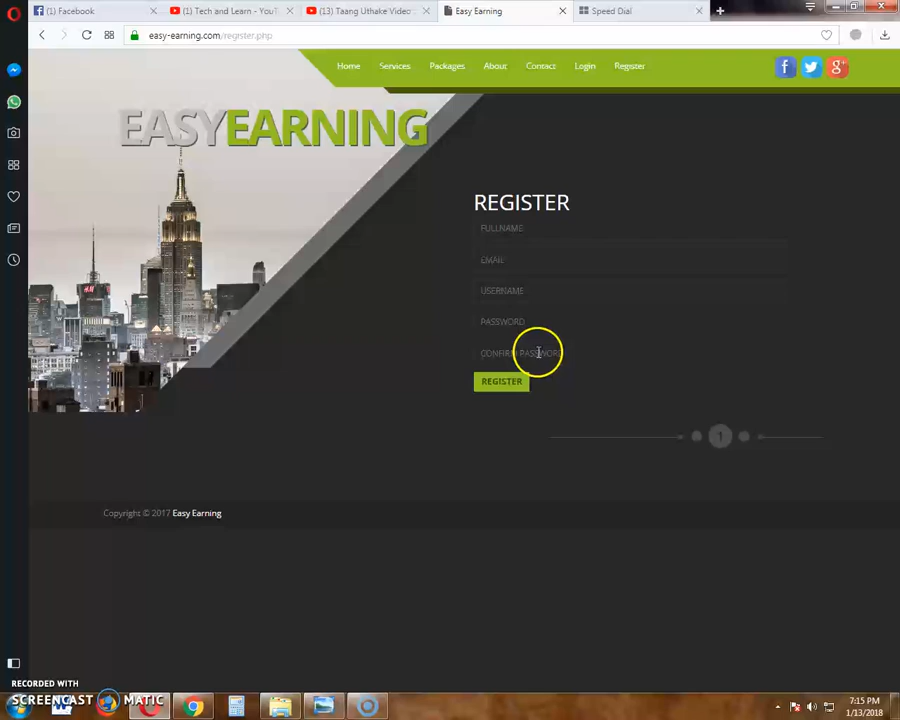 (1) Facebook
(1) Tech and Learn - YouT
(13) Taang Uthake Video
Easy Earning
Speed Dial
easy-earning.com/register.php
Home
Services
Packages
About
Contact
Login
Register
EASYEARNING
REGISTER
FULLNAME
EMAIL
USERNAME
PASSWORD
CONFIRM PASSWORD
REGISTER
1
Copyright © 2017 Easy Earning
RECORDED WITH
SCREENCAST MATIC
7:15 PM
1/13/2018